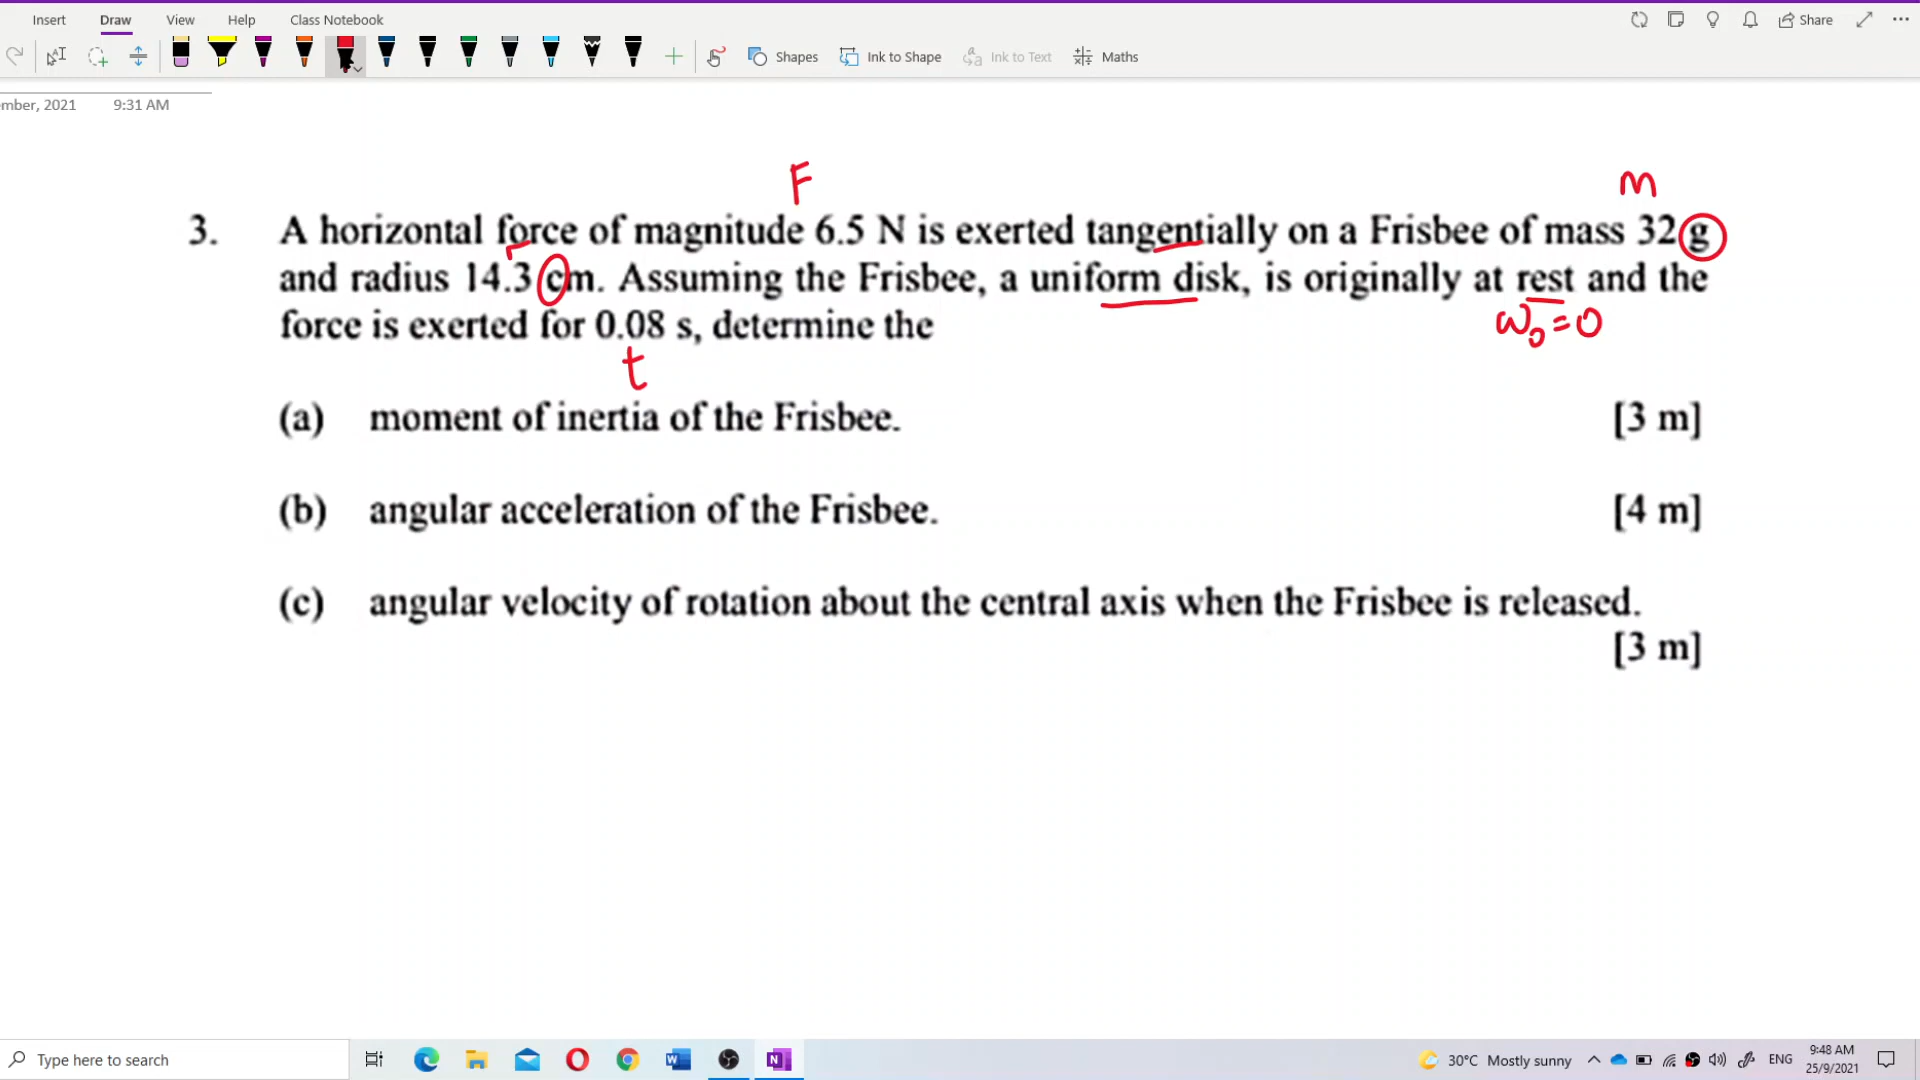 Insert Draw View Help Class Notebook Share
Shapes Ink to Shape Ink to Text Maths
ember, 2021 9:31 AM
F m
3. A horizontal force of magnitude 6.5 N is exerted tangentially on a Frisbee of mass 32 g
r
and radius 14.3 cm. Assuming the Frisbee, a uniform disk, is originally at rest and the
ω₀ = 0
force is exerted for 0.08 s, determine the
t
(a) moment of inertia of the Frisbee. [3 m]
(b) angular acceleration of the Frisbee. [4 m]
(c) angular velocity of rotation about the central axis when the Frisbee is released.
[3 m]
Type here to search 30°C Mostly sunny ENG 9:48 AM
25/9/2021